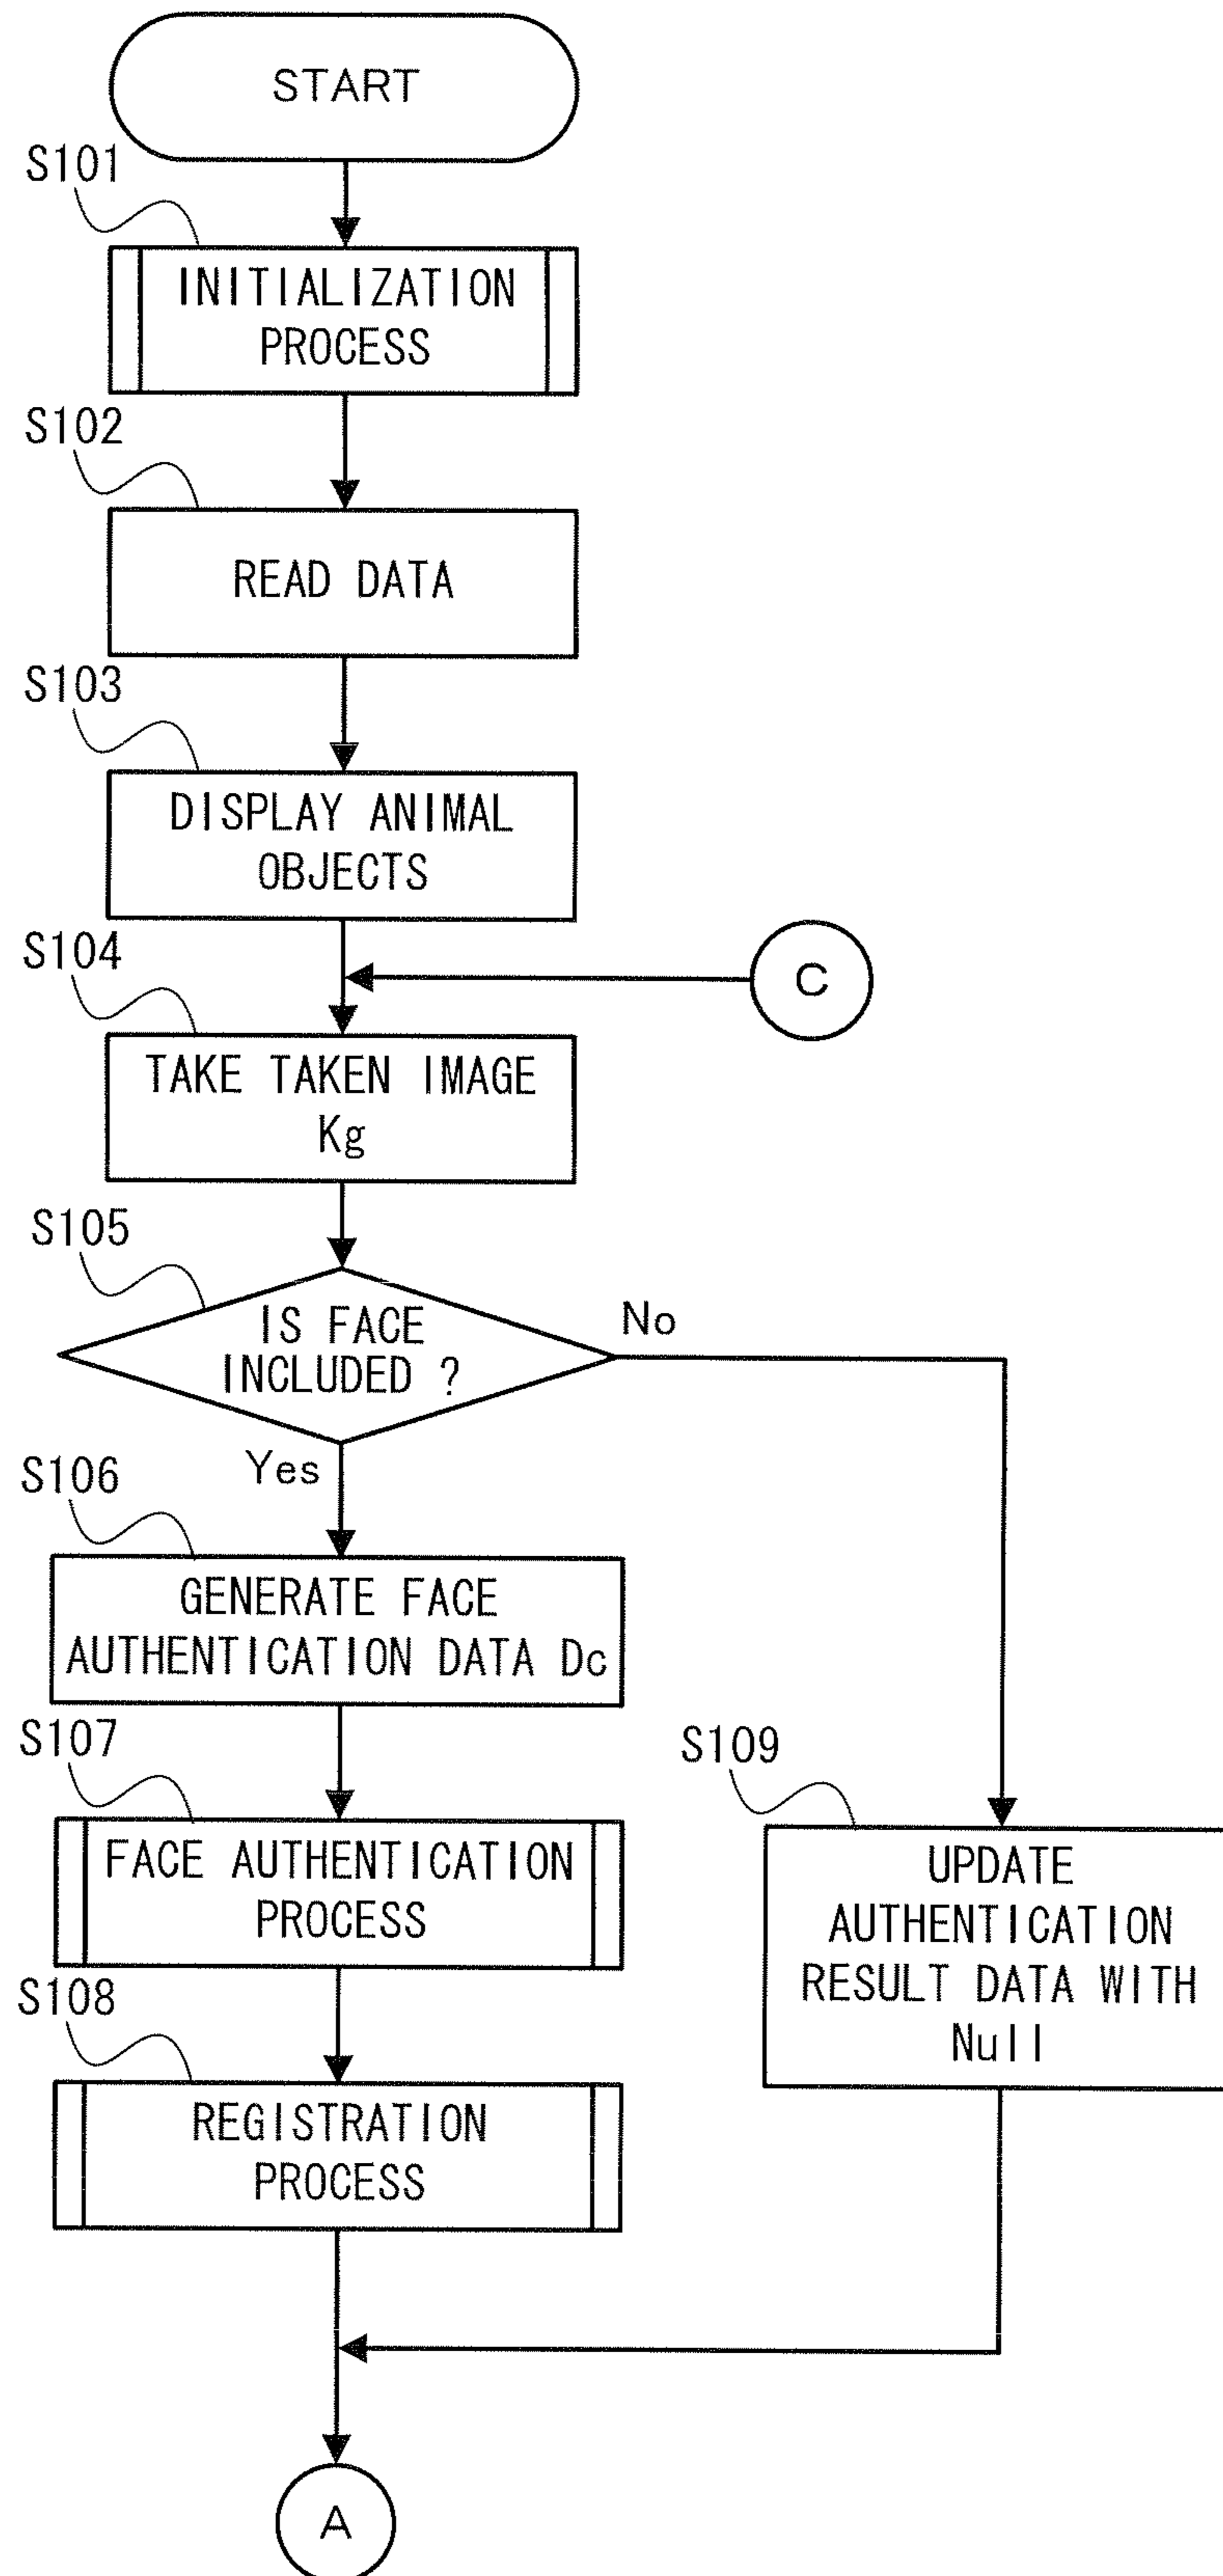 START
S101
INITIALIZATION
PROCESS
S102
READ DATA
S103
DISPLAY ANIMAL
OBJECTS
S104
C
TAKE TAKEN IMAGE
Kg
S105
IS FACE
INCLUDED ?
No
Yes
S106
GENERATE FACE
AUTHENTICATION DATA Dc
S107
FACE AUTHENTICATION
PROCESS
S109
UPDATE
AUTHENTICATION
RESULT DATA WITH
Null
S108
REGISTRATION
PROCESS
A